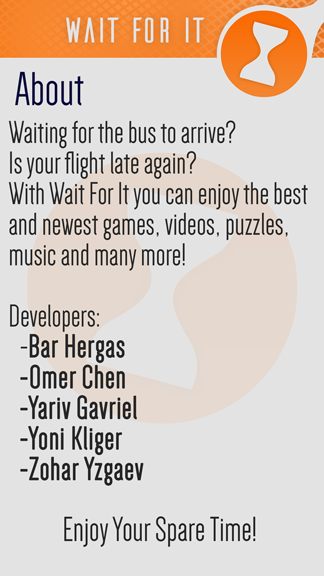 WAIT FOR IT
About
Waiting for the bus to arrive?
Is your flight late again?
With Wait For It you can enjoy the best
and newest games, videos, puzzles,
music and many more!
Developers:
-Bar Hergas
-Omer Chen
-Yariv Gavriel
-Yoni Kliger
-Zohar Yzgaev
Enjoy Your Spare Time!